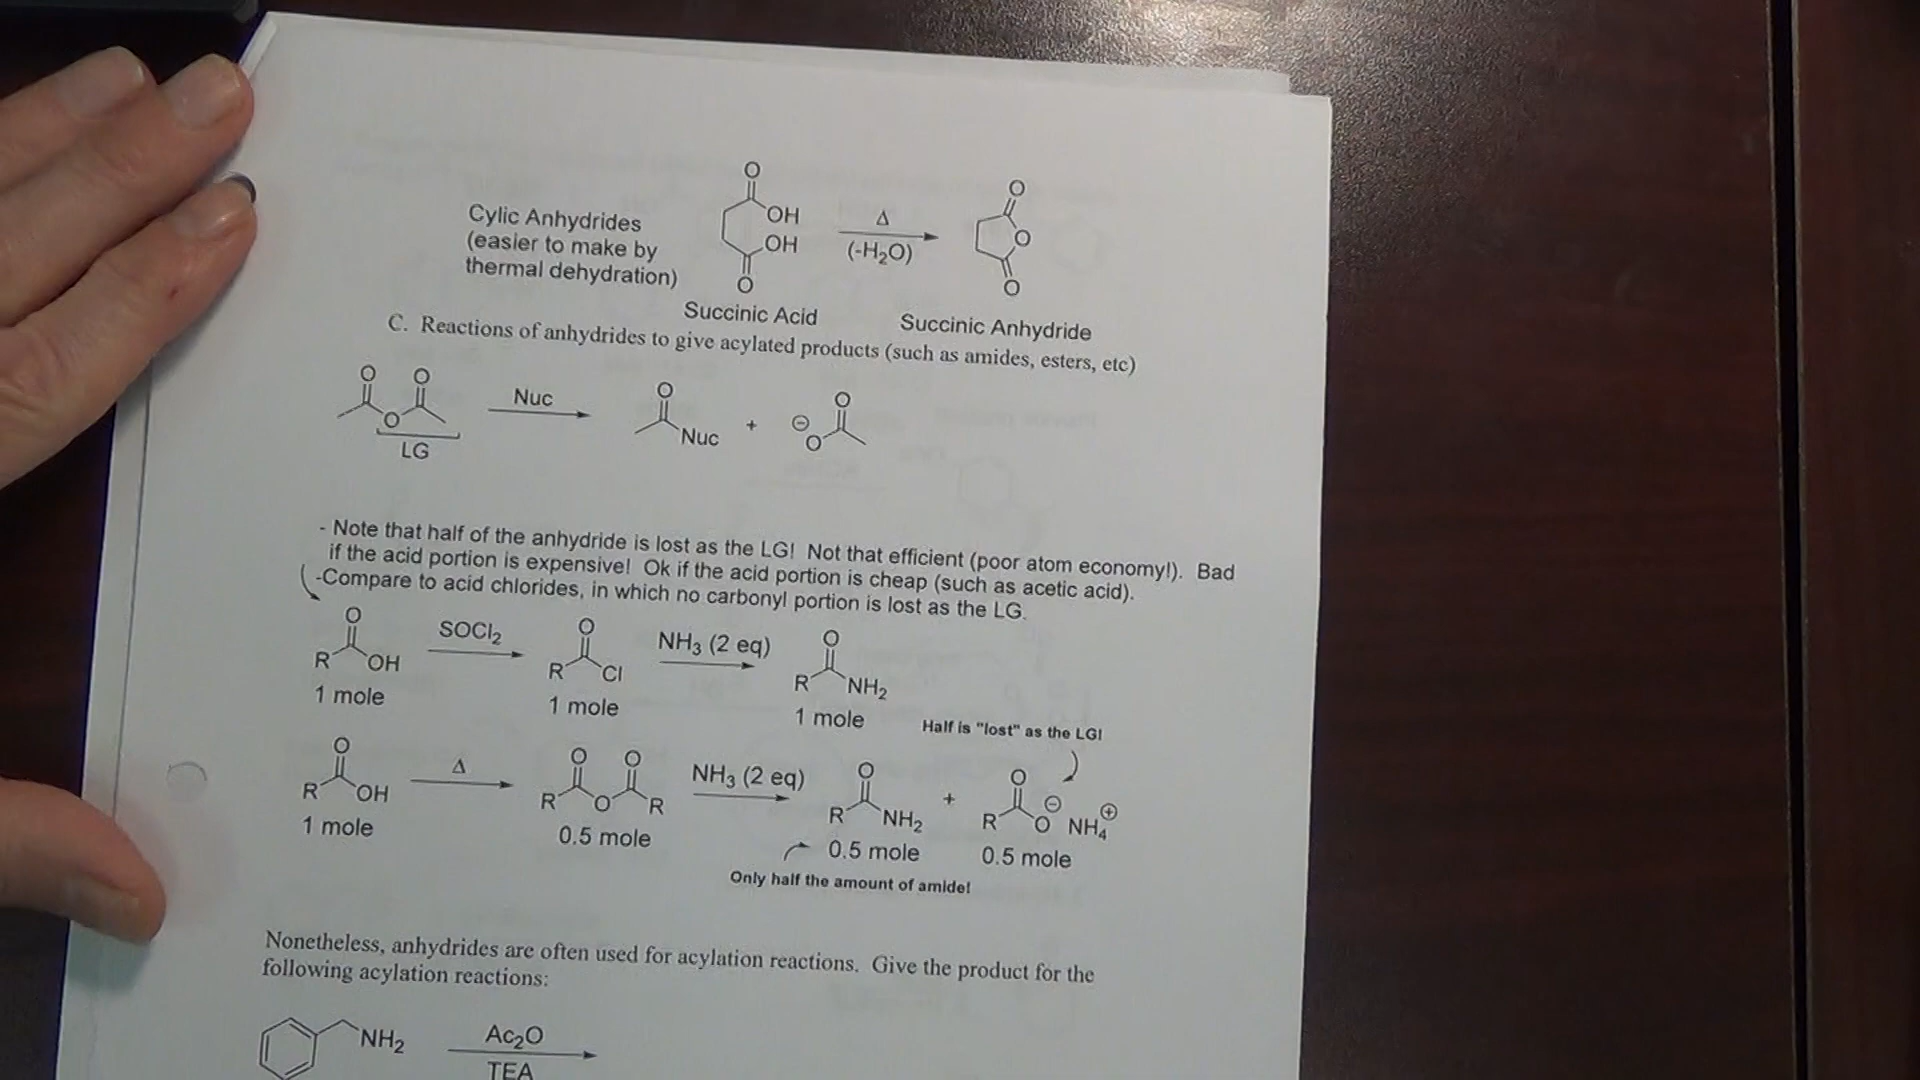 O
OH
OH
O
Cylic Anhydrides
(easier to make by
thermal dehydration)
Δ
(-H₂O)
O
O
O
Succinic Acid
Succinic Anhydride
C. Reactions of anhydrides to give acylated products (such as amides, esters, etc)
O O
O
LG
Nuc
O
Nuc
+
⊖
O
O
- Note that half of the anhydride is lost as the LG! Not that efficient (poor atom economy!). Bad
if the acid portion is expensive! Ok if the acid portion is cheap (such as acetic acid).
-Compare to acid chlorides, in which no carbonyl portion is lost as the LG.
O
R OH
1 mole
SOCl₂
O
R Cl
1 mole
NH₃ (2 eq)
O
R NH₂
1 mole
Half is "lost" as the LG!
O
R OH
1 mole
Δ
O O
R O R
0.5 mole
NH₃ (2 eq)
O
R NH₂
0.5 mole
+
O
R O ⊖ NH₄ ⊕
0.5 mole
Only half the amount of amide!
Nonetheless, anhydrides are often used for acylation reactions. Give the product for the
following acylation reactions:
NH₂
Ac₂O
TEA